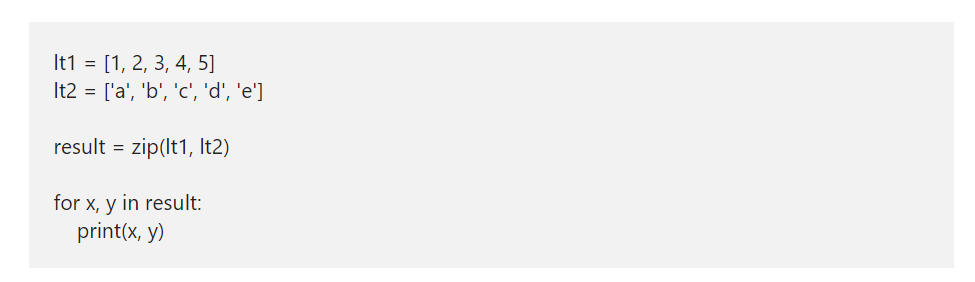 lt1 = [1, 2, 3, 4, 5]
lt2 = ['a', 'b', 'c', 'd', 'e']
result = zip(lt1, lt2)
for x, y in result:
    print(x, y)